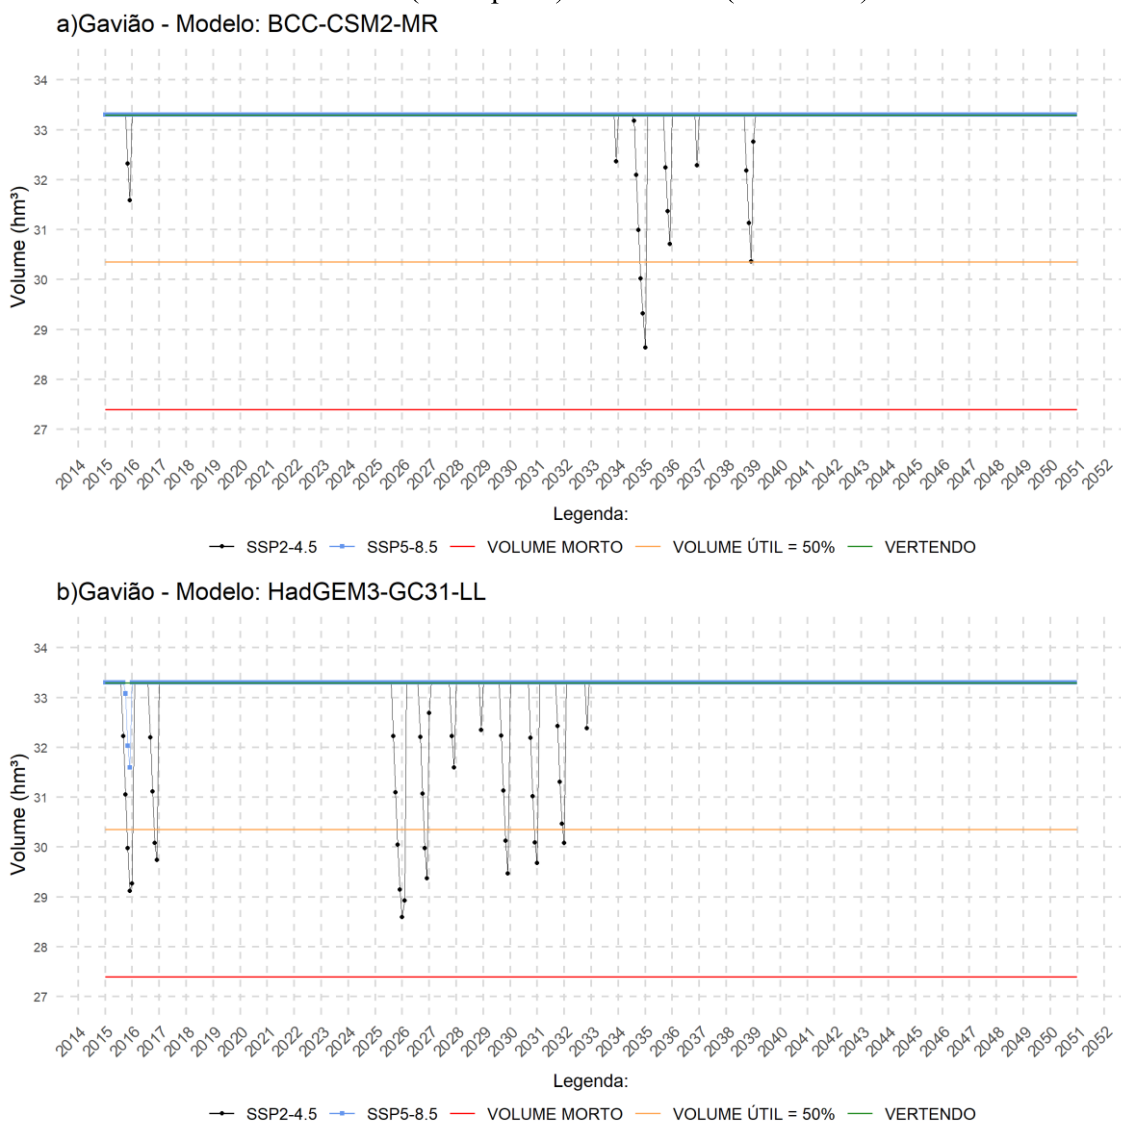 a)Gavião - Modelo: BCC-CSM2-MR
34
33
32
31
30
29
28
27
Volume (hm³)
2014 2015 2016 2017 2018 2019 2020 2021 2022 2023 2024 2025 2026 2027 2028 2029 2030 2031 2032 2033 2034 2035 2036 2037 2038 2039 2040 2041 2042 2043 2044 2045 2046 2047 2048 2049 2050 2051 2052
Legenda:
SSP2-4.5 SSP5-8.5 VOLUME MORTO VOLUME ÚTIL = 50% VERTENDO
b)Gavião - Modelo: HadGEM3-GC31-LL
34
33
32
31
30
29
28
27
Volume (hm³)
2014 2015 2016 2017 2018 2019 2020 2021 2022 2023 2024 2025 2026 2027 2028 2029 2030 2031 2032 2033 2034 2035 2036 2037 2038 2039 2040 2041 2042 2043 2044 2045 2046 2047 2048 2049 2050 2051 2052
Legenda:
SSP2-4.5 SSP5-8.5 VOLUME MORTO VOLUME ÚTIL = 50% VERTENDO